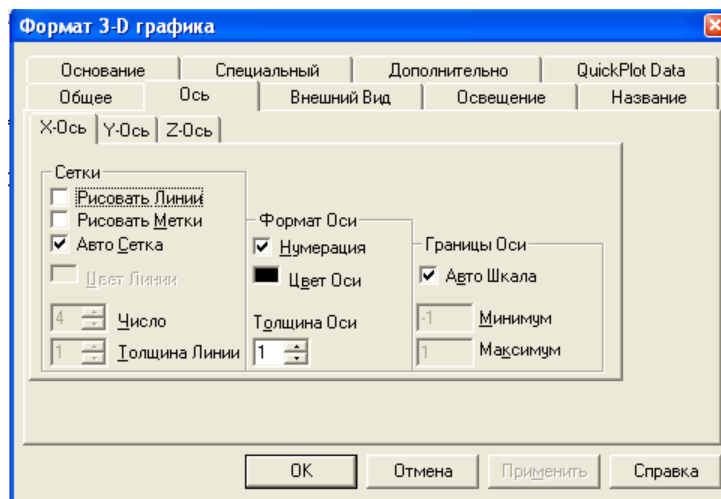 Формат 3-D графика
Основание Специальный Дополнительно QuickPlot Data
Общее Ось Внешний Вид Освещение Название
X-Ось Y-Ось Z-Ось
Сетки
Рисовать Линии
Рисовать Метки
Авто Сетка
Цвет Линии
4 Число
1 Толщина Линии
Формат Оси
Нумерация
Цвет Оси
Толщина Оси
1
Границы Оси
Авто Шкала
-1 Минимум
1 Максимум
OK Отмена Применить Справка